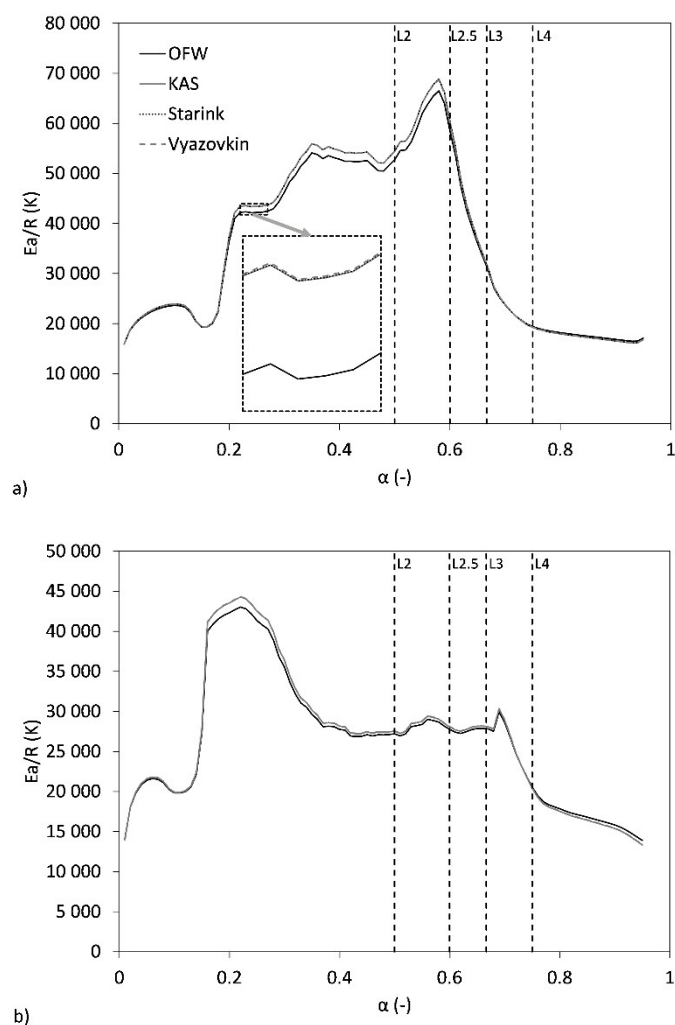 80 000
70 000
60 000
50 000
40 000
30 000
20 000
10 000
0
Ea/R (K)
OFW
KAS
Starink
Vyazovkin
L2
L2.5
L3
L4
0
0.2
0.4
0.6
0.8
1
α (-)
a)
50 000
45 000
40 000
35 000
30 000
25 000
20 000
15 000
10 000
5 000
0
Ea/R (K)
L2
L2.5
L3
L4
0
0.2
0.4
0.6
0.8
1
α (-)
b)